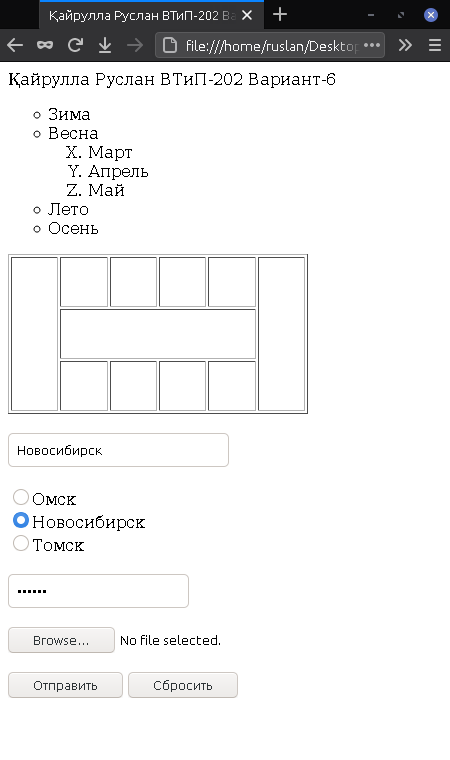 Қайрулла Руслан ВТиП-202 Ва
file:///home/ruslan/Desktop
Қайрулла Руслан ВТиП-202 Вариант-6
Зима
Весна
X. Март
Y. Апрель
Z. Май
Лето
Осень
Новосибирск
Омск
Новосибирск
Томск
Browse...
No file selected.
Отправить
Сбросить